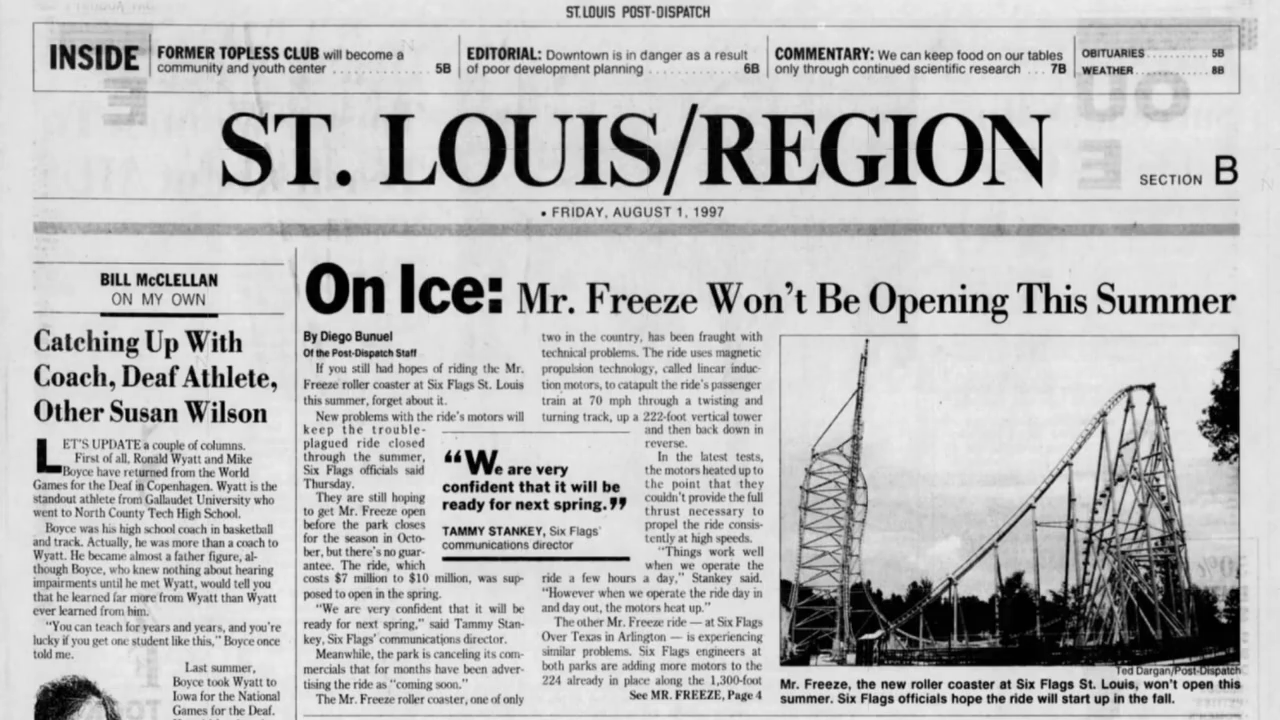 ST. LOUIS POST-DISPATCH
INSIDE
FORMER TOPLESS CLUB will become a
community and youth center ................ 5B
EDITORIAL: Downtown is in danger as a result
of poor development planning ............... 6B
COMMENTARY: We can keep food on our tables
only through continued scientific research ... 7B
OBITUARIES ............ 5B
WEATHER ............ 8B
ST. LOUIS/REGION
SECTION B
• FRIDAY, AUGUST 1, 1997
BILL McCLELLAN
ON MY OWN
Catching Up With
Coach, Deaf Athlete,
Other Susan Wilson
LET'S UPDATE a couple of columns.
First of all, Ronald Wyatt and Mike
Boyce have returned from the World
Games for the Deaf in Copenhagen. Wyatt is the
standout athlete from Gallaudet University who
went to North County Tech High School.
Boyce was his high school coach in basketball
and track. Actually, he was more than a coach to
Wyatt. He became almost a father figure, al-
though Boyce, who knew nothing about hearing
impairments until he met Wyatt, would tell you
that he learned far more from Wyatt than Wyatt
ever learned from him.
"You can teach for years and years, and you're
lucky if you get one student like this," Boyce once
told me.
Last summer,
Boyce took Wyatt to
Iowa for the National
Games for the Deaf.
On Ice: Mr. Freeze Won't Be Opening This Summer
By Diego Bunuel
Of the Post-Dispatch Staff
If you still had hopes of riding the Mr.
Freeze roller coaster at Six Flags St. Louis
this summer, forget about it.
New problems with the ride's motors will
keep the trouble-
plagued ride closed
through the summer,
Six Flags officials said
Thursday.
They are still hoping
to get Mr. Freeze open
before the park closes
for the season in Octo-
ber, but there's no guar-
antee. The ride, which
costs $7 million to $10 million, was sup-
posed to open in the spring.
"We are very confident that it will be
ready for next spring," said Tammy Stan-
key, Six Flags' communications director.
Meanwhile, the park is canceling its com-
mercials that for months have been adver-
tising the ride as "coming soon."
The Mr. Freeze roller coaster, one of only
"We are very
confident that it will be
ready for next spring."
TAMMY STANKEY, Six Flags'
communications director
two in the country, has been fraught with
technical problems. The ride uses magnetic
propulsion technology, called linear induc-
tion motors, to catapult the ride's passenger
train at 70 mph through a twisting and
turning track, up a 222-foot vertical tower
and then back down in
reverse.
In the latest tests,
the motors heated up to
the point that they
couldn't provide the full
thrust necessary to
propel the ride consis-
tently at high speeds.
"Things work well
when we operate the
ride a few hours a day," Stankey said.
"However when we operate the ride day in
and day out, the motors heat up."
The other Mr. Freeze ride — at Six Flags
Over Texas in Arlington — is experiencing
similar problems. Six Flags engineers at
both parks are adding more motors to the
224 already in place along the 1,300-foot
See MR. FREEZE, Page 4
Ted Dargan/Post-Dispatch
Mr. Freeze, the new roller coaster at Six Flags St. Louis, won't open this
summer. Six Flags officials hope the ride will start up in the fall.